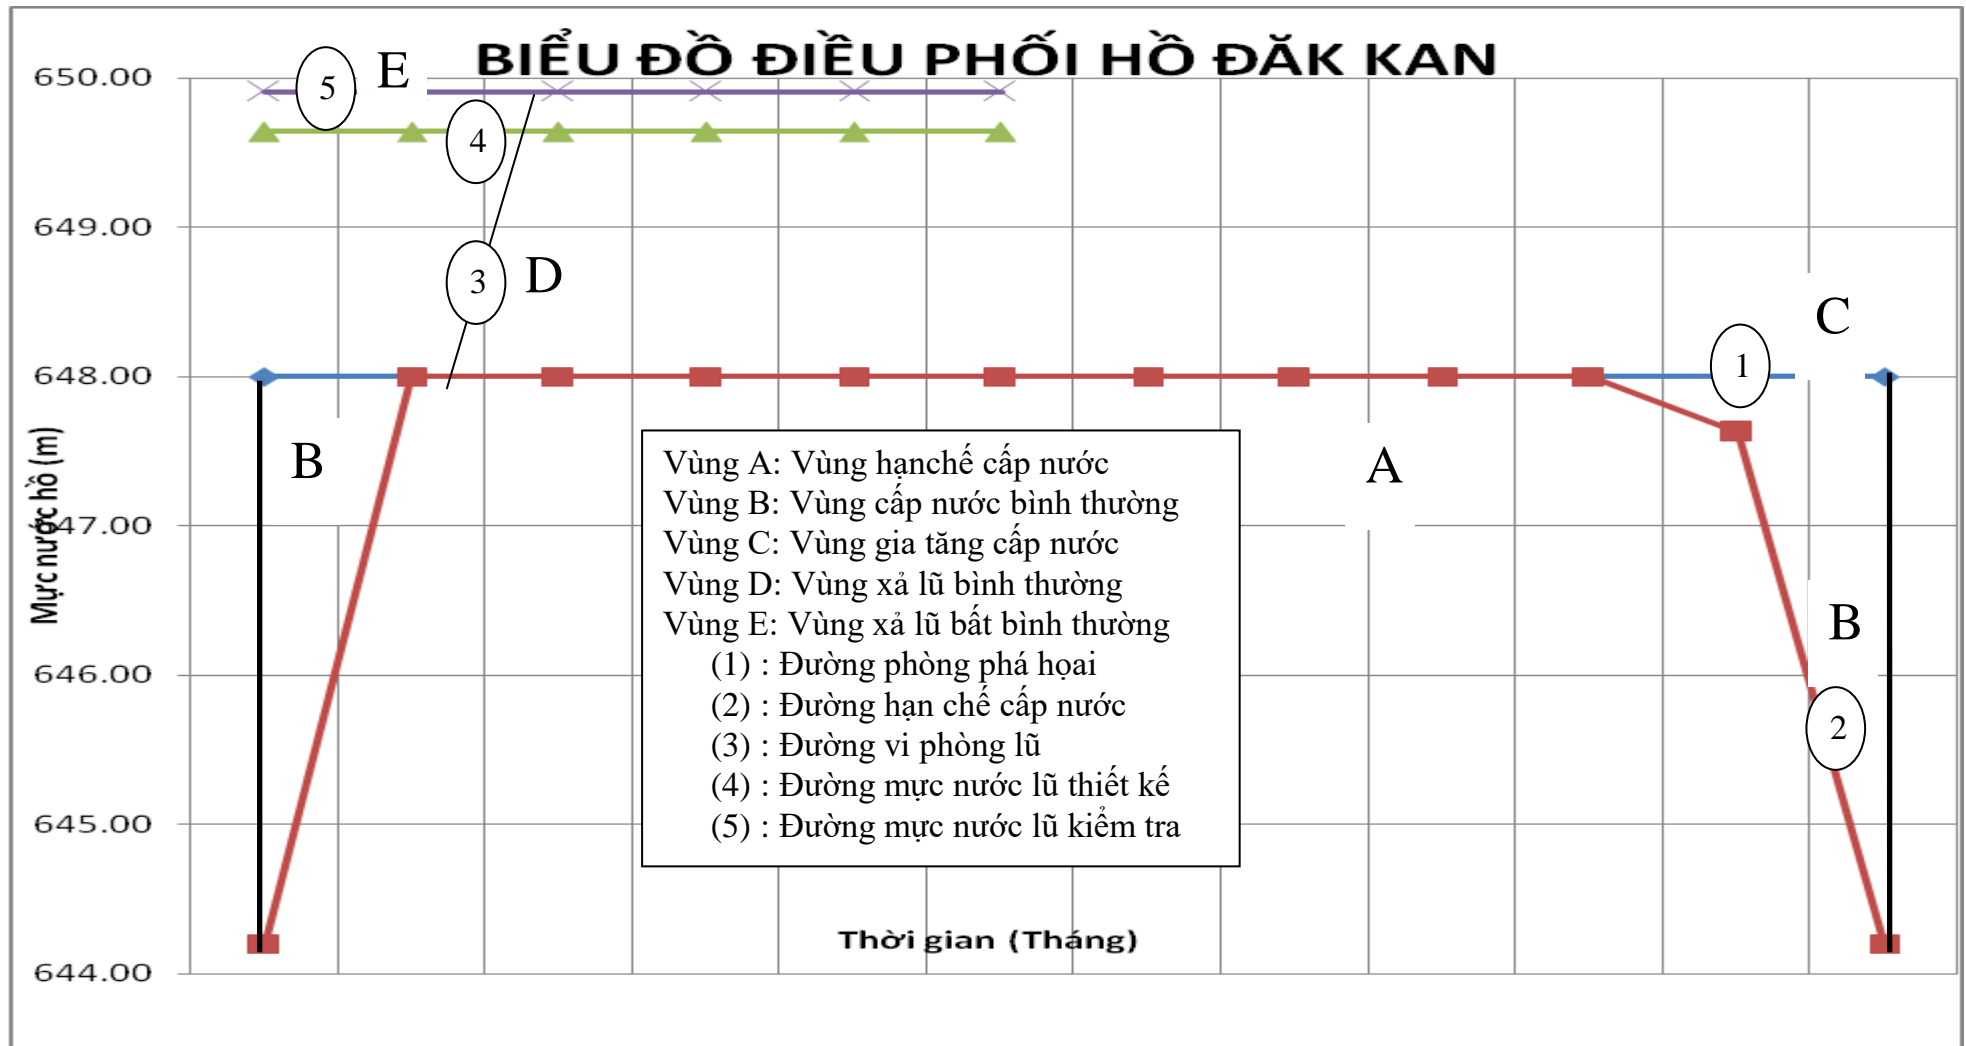 BIỂU ĐỒ ĐIỀU PHỐI HỒ ĐĂK KAN
650.00
5
E
4
649.00
3
D
C
648.00
1
B
A
Mực nước hồ (m)
647.00
Vùng A: Vùng hạnchế cấp nước
Vùng B: Vùng cấp nước bình thường
Vùng C: Vùng gia tăng cấp nước
Vùng D: Vùng xả lũ bình thường
Vùng E: Vùng xả lũ bất bình thường
(1) : Đường phòng phá họai
(2) : Đường hạn chế cấp nước
(3) : Đường vi phòng lũ
(4) : Đường mực nước lũ thiết kế
(5) : Đường mực nước lũ kiểm tra
B
646.00
2
645.00
Thời gian (Tháng)
644.00